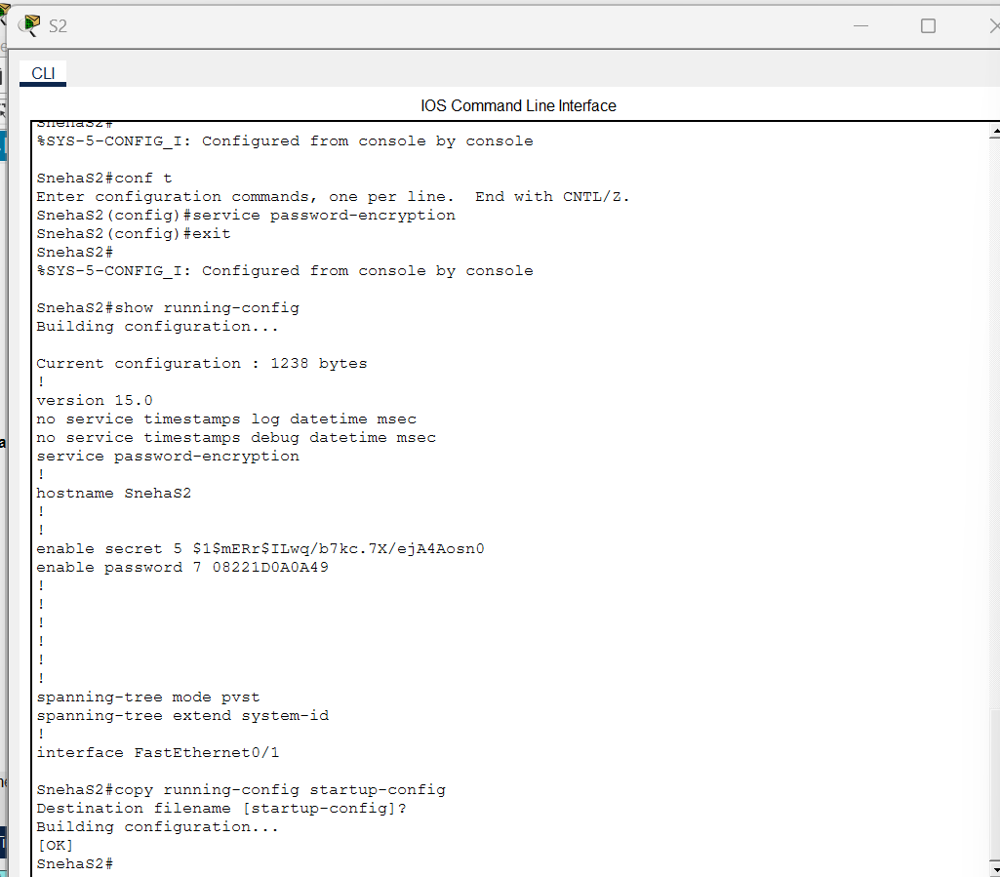 S2
CLI
IOS Command Line Interface
SnehaS2#
%SYS-5-CONFIG_I: Configured from console by console
SnehaS2#conf t
Enter configuration commands, one per line.  End with CNTL/Z.
SnehaS2(config)#service password-encryption
SnehaS2(config)#exit
SnehaS2#
%SYS-5-CONFIG_I: Configured from console by console
SnehaS2#show running-config
Building configuration...
Current configuration : 1238 bytes
!
version 15.0
no service timestamps log datetime msec
no service timestamps debug datetime msec
service password-encryption
!
hostname SnehaS2
!
!
enable secret 5 $1$mERr$ILwq/b7kc.7X/ejA4Aosn0
enable password 7 08221D0A0A49
!
!
!
!
!
!
spanning-tree mode pvst
spanning-tree extend system-id
!
interface FastEthernet0/1
SnehaS2#copy running-config startup-config
Destination filename [startup-config]?
Building configuration...
[OK]
SnehaS2#